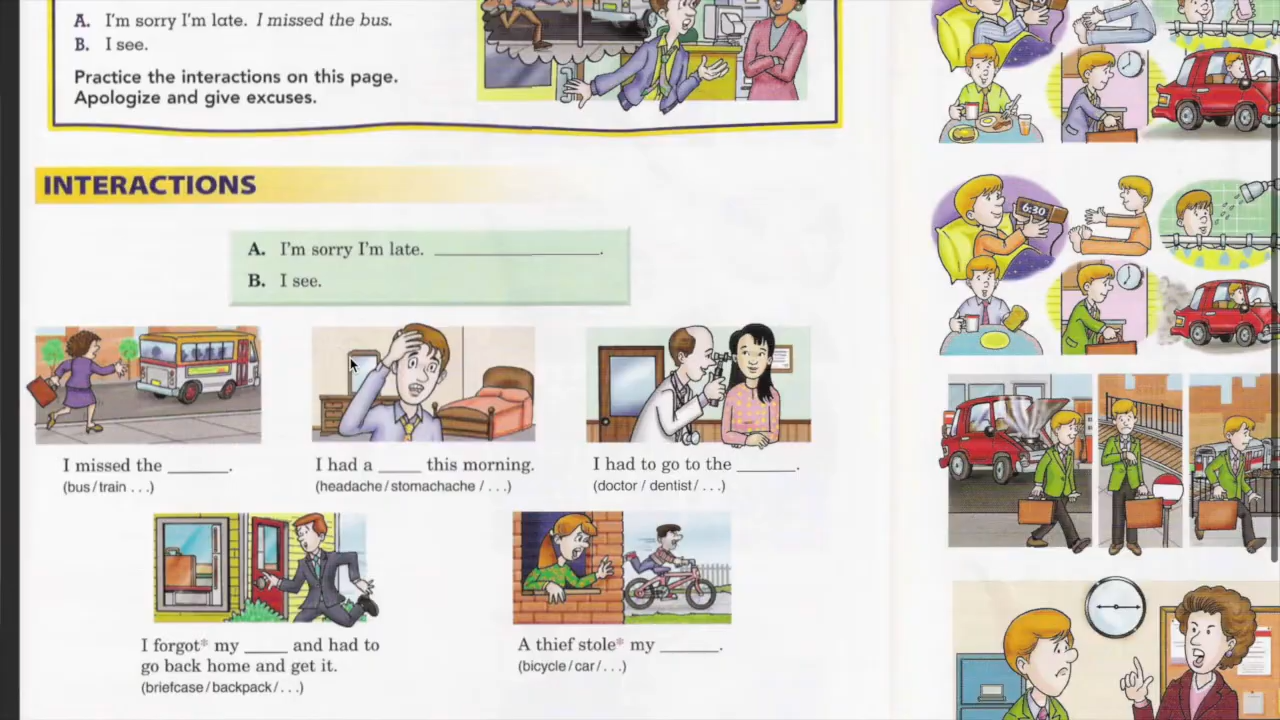 A. I'm sorry I'm late. I missed the bus.
B. I see.
Practice the interactions on this page.
Apologize and give excuses.
INTERACTIONS
A. I'm sorry I'm late. ____________________.
B. I see.
I missed the _______.
(bus / train . . .)
I had a _____ this morning.
(headache / stomachache / . . .)
I had to go to the _______.
(doctor / dentist / . . .)
I forgot* my _____ and had to
go back home and get it.
(briefcase / backpack / . . .)
A thief stole* my _______.
(bicycle / car / . . .)
6:30